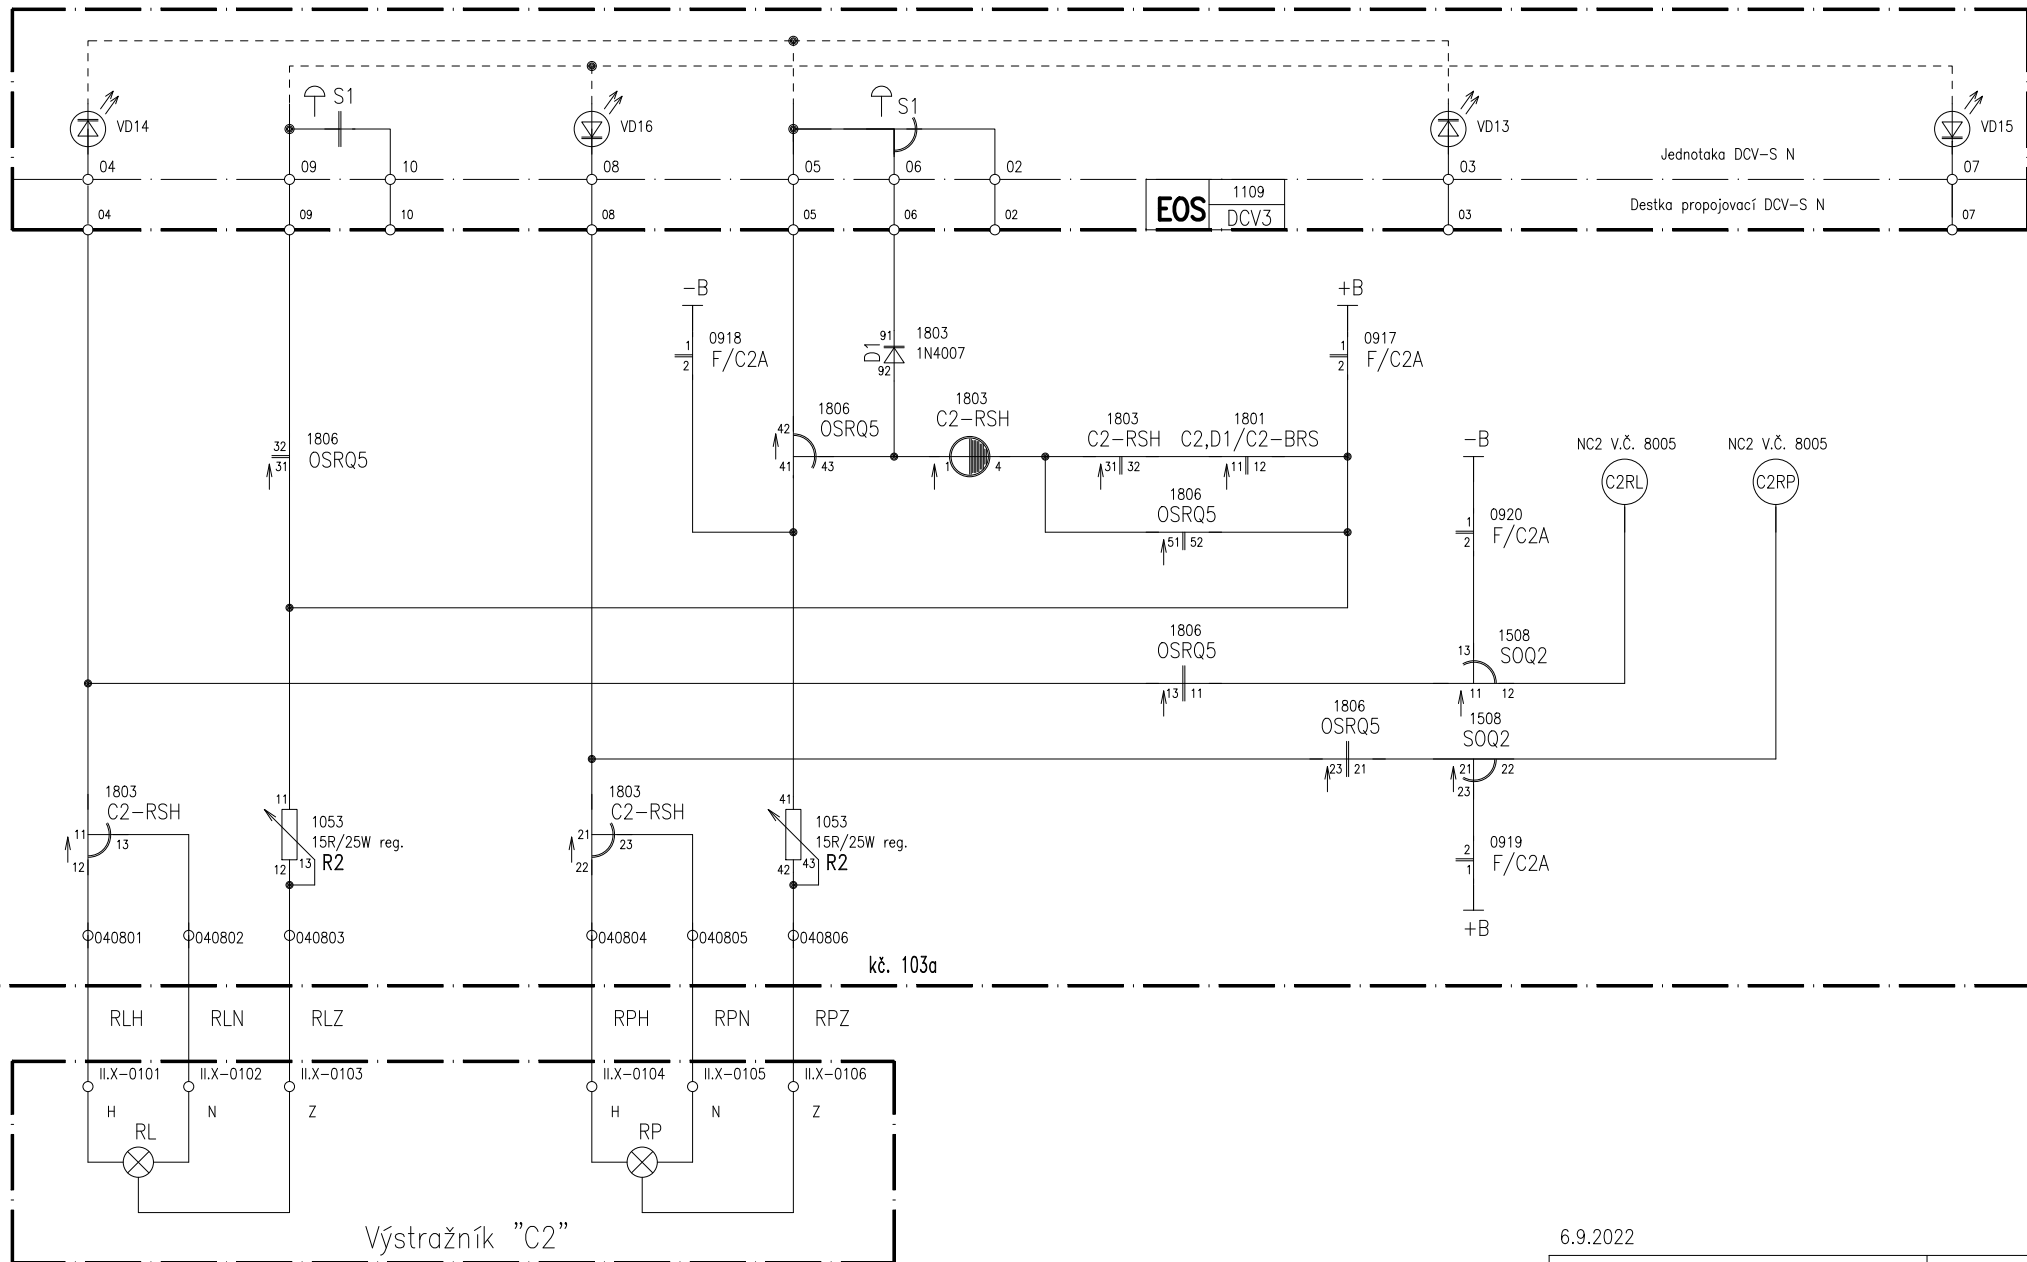 S1
S1
VD14
VD16
VD13
VD15
Jednotaka DCV-S N
04
09
10
08
05
06
02
03
07
EOS
1109
DCV3
Destka propojovací DCV-S N
04
09
10
08
05
06
02
03
07
-B
+B
1
2
0918
F/C2A
D1
91
92
1803
1N4007
1
2
0917
F/C2A
32
31
1806
OSRQ5
42
41
43
1806
OSRQ5
1803
C2-RSH
1
4
1803
C2-RSH
31
32
1801
C2,D1/C2-BRS
11
12
-B
NC2 V.Č. 8005
C2RL
NC2 V.Č. 8005
C2RP
1806
OSRQ5
51
52
1
2
0920
F/C2A
1806
OSRQ5
13
11
13
1508
SOQ2
11
12
1806
OSRQ5
23
21
1508
SOQ2
21
22
23
1803
C2-RSH
11
13
12
11
1053
15R/25W reg.
R2
12
13
1803
C2-RSH
21
23
22
41
1053
15R/25W reg.
R2
42
43
2
1
0919
F/C2A
+B
040801
040802
040803
040804
040805
040806
kč. 103a
RLH
RLN
RLZ
RPH
RPN
RPZ
II.X-0101
II.X-0102
II.X-0103
II.X-0104
II.X-0105
II.X-0106
H
N
Z
H
N
Z
RL
RP
Výstražník "C2"
6.9.2022